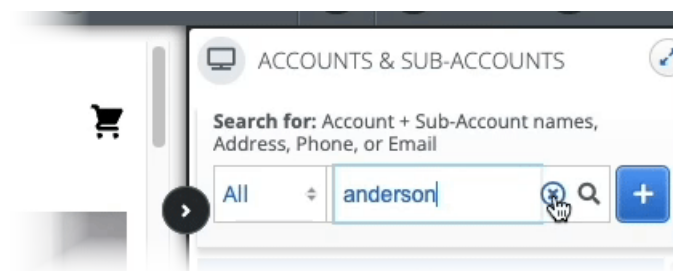 ACCOUNTS & SUB-ACCOUNTS
Search for: Account + Sub-Account names,
Address, Phone, or Email
All anderson